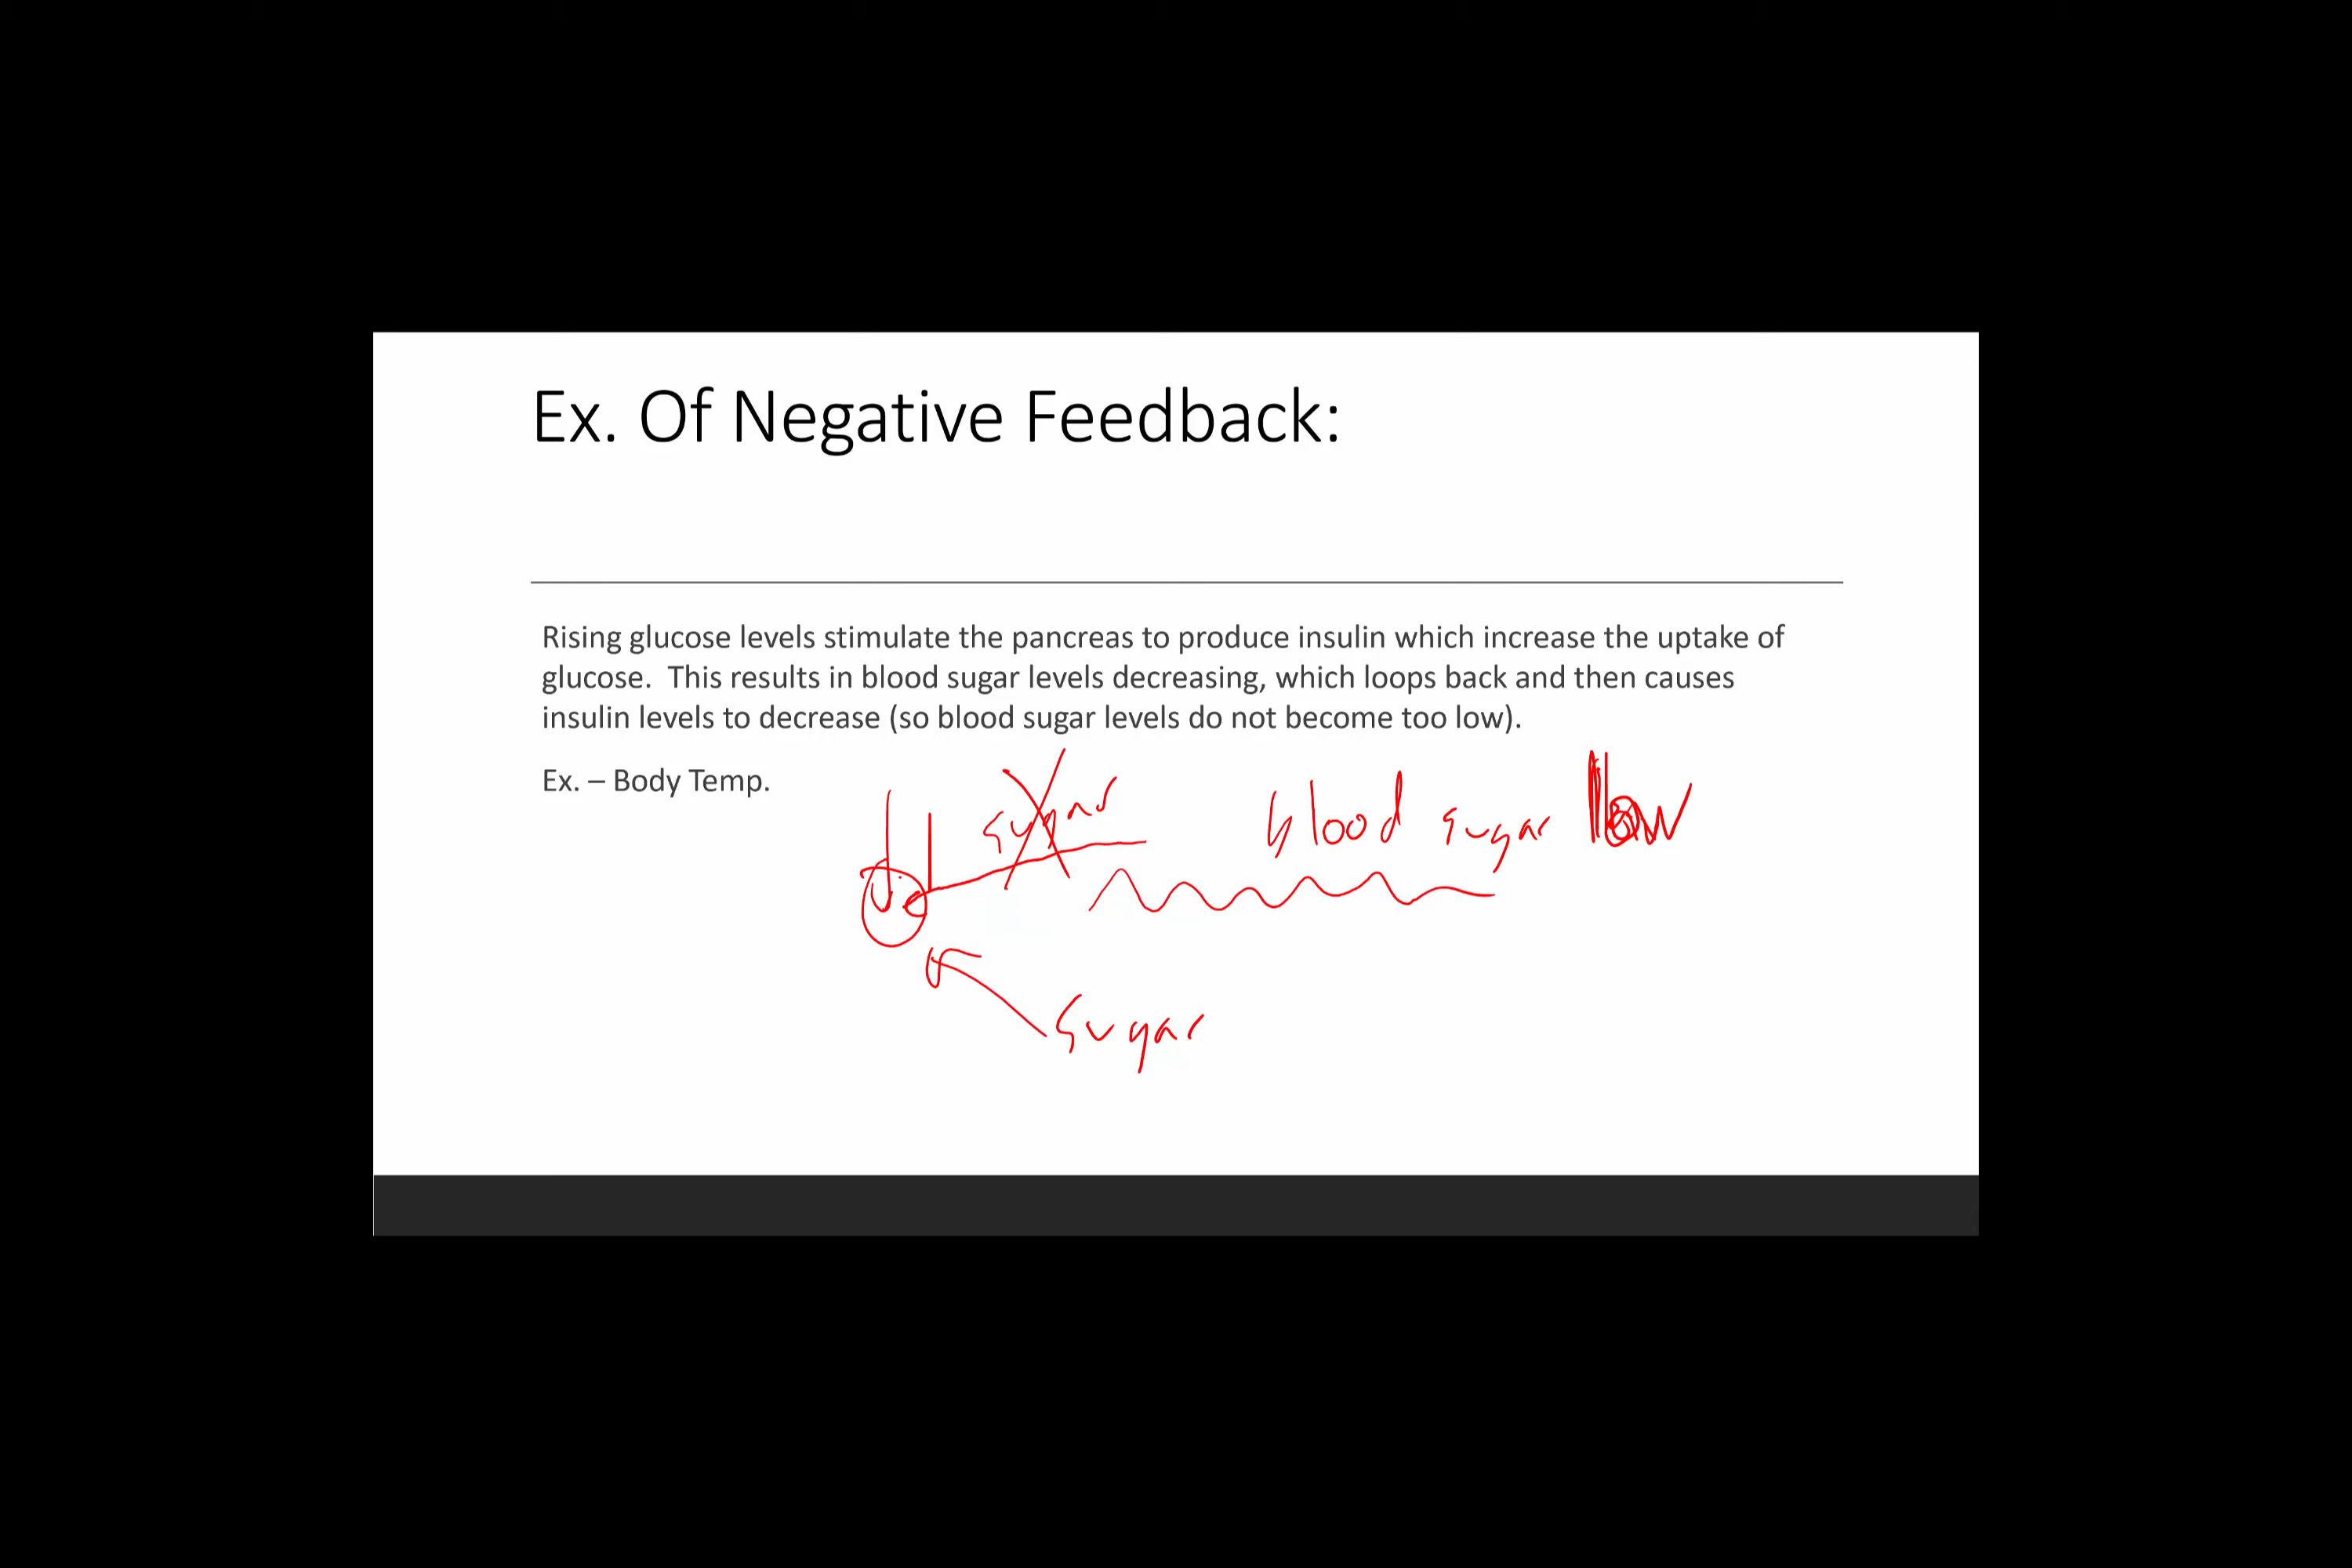 Ex. Of Negative Feedback:
Rising glucose levels stimulate the pancreas to produce insulin which increase the uptake of
glucose.  This results in blood sugar levels decreasing, which loops back and then causes
insulin levels to decrease (so blood sugar levels do not become too low).
Ex. – Body Temp.
sugar
blood sugar low
sugar